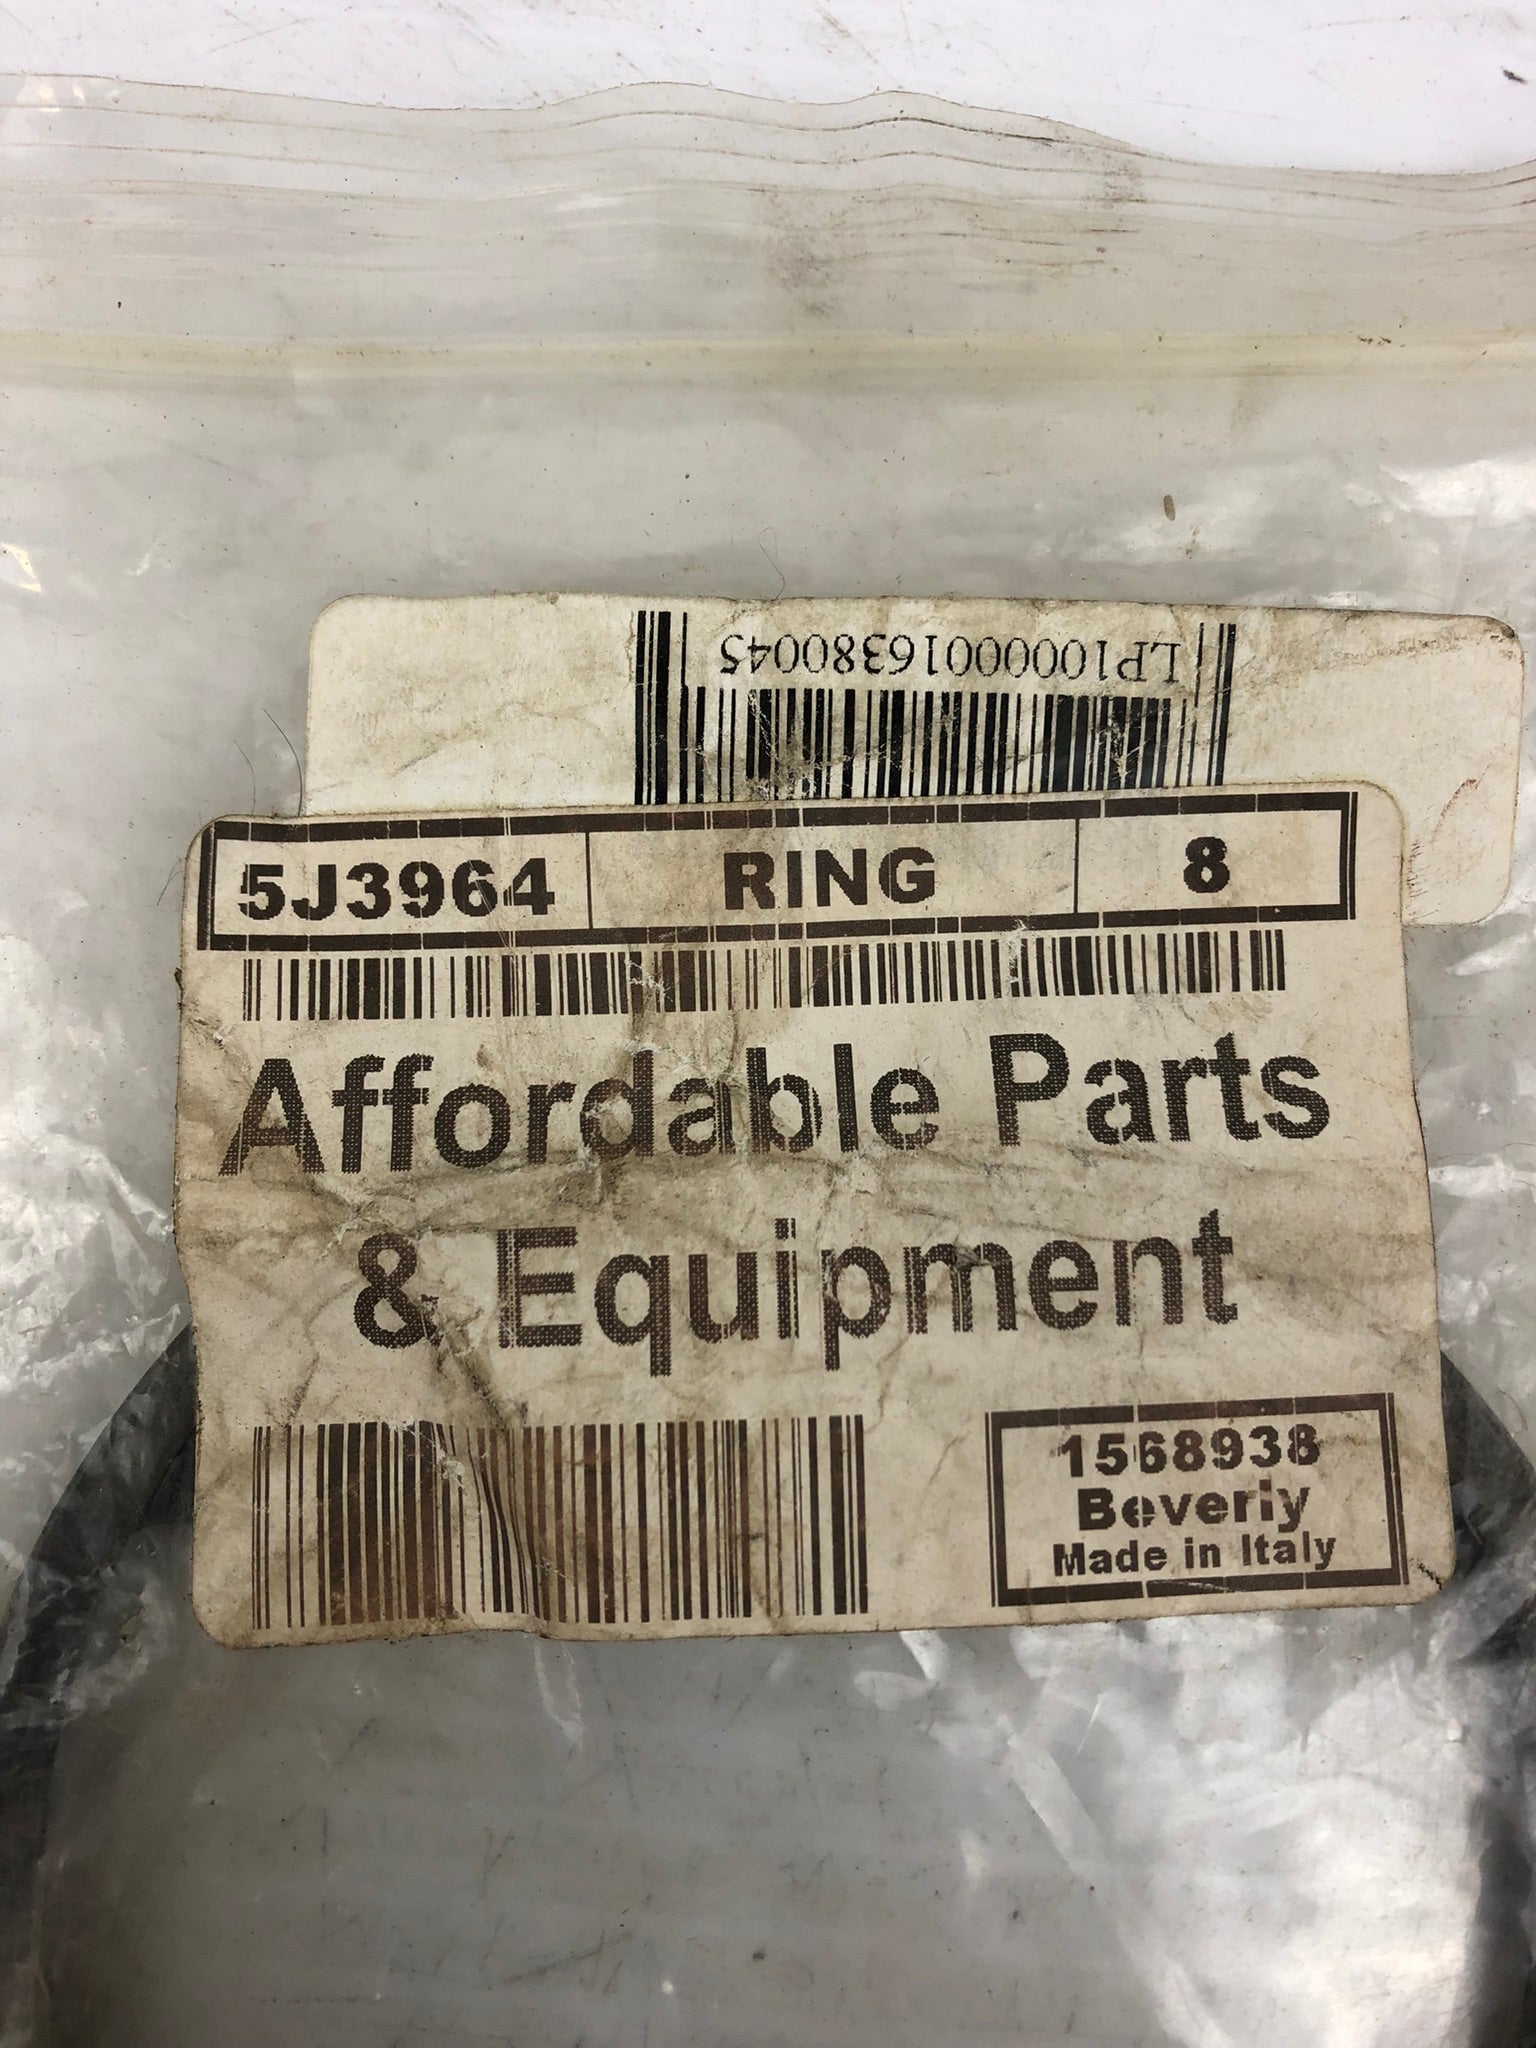 LP1000016380045
5J3964 RING 8
Affordable Parts
& Equipment
1568938
Beverly
Made in Italy